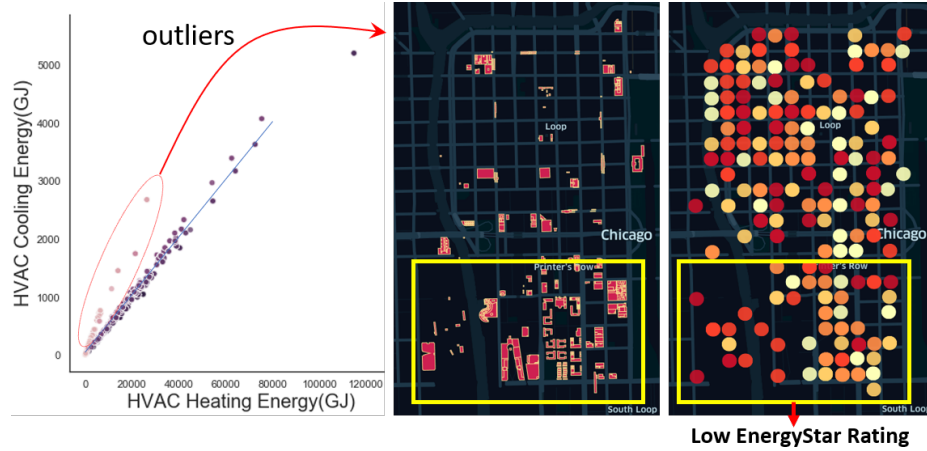 outliers
HVAC Cooling Energy(GJ)
5000
4000
3000
2000
1000
0
0
20000
40000
60000
80000
100000
120000
HVAC Heating Energy(GJ)
Loop
Chicago
Printer's Row
South Loop
Loop
Chicago
er's Row
South Loop
Low EnergyStar Rating